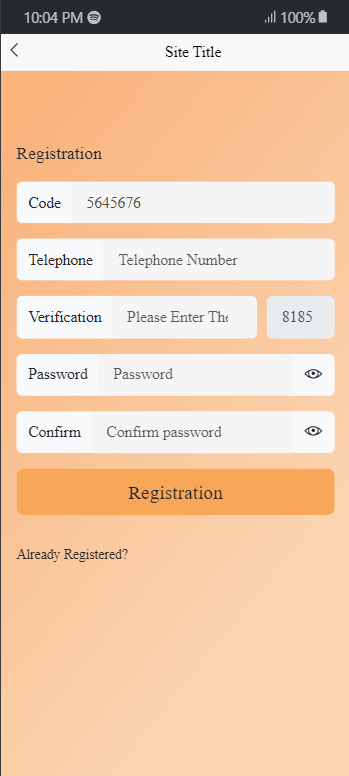 10:04 PM 100%
Site Title
Registration
Code 5645676
Telephone Telephone Number
Verification Please Enter The 8185
Password Password
Confirm Confirm password
Registration
Already Registered?